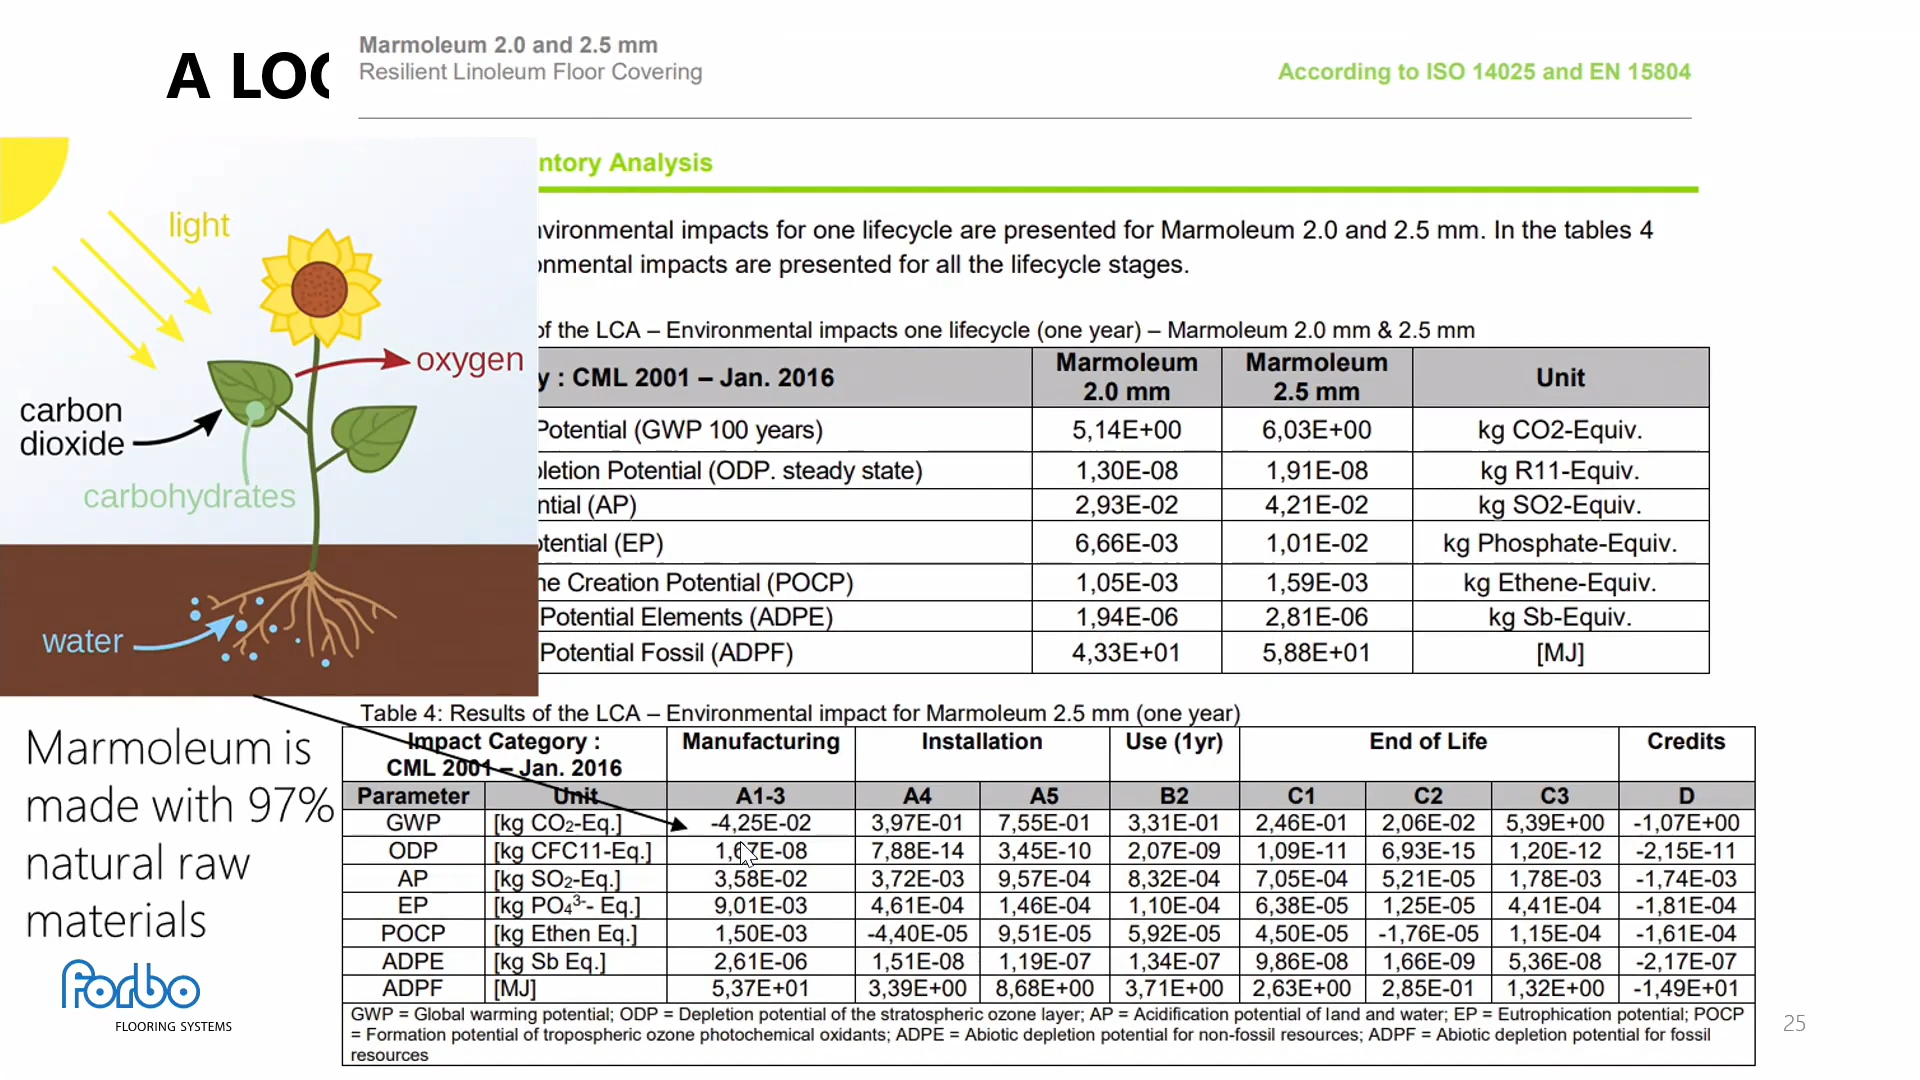 A LOC
Marmoleum 2.0 and 2.5 mm
Resilient Linoleum Floor Covering
According to ISO 14025 and EN 15804
ntory Analysis
vironmental impacts for one lifecycle are presented for Marmoleum 2.0 and 2.5 mm. In the tables 4
onmental impacts are presented for all the lifecycle stages.
light
oxygen
carbon
dioxide
carbohydrates
water
of the LCA – Environmental impacts one lifecycle (one year) – Marmoleum 2.0 mm & 2.5 mm
y : CML 2001 – Jan. 2016 Marmoleum 2.0 mm Marmoleum 2.5 mm Unit
Potential (GWP 100 years) 5,14E+00 6,03E+00 kg CO2-Equiv.
pletion Potential (ODP. steady state) 1,30E-08 1,91E-08 kg R11-Equiv.
ntial (AP) 2,93E-02 4,21E-02 kg SO2-Equiv.
otential (EP) 6,66E-03 1,01E-02 kg Phosphate-Equiv.
ne Creation Potential (POCP) 1,05E-03 1,59E-03 kg Ethene-Equiv.
Potential Elements (ADPE) 1,94E-06 2,81E-06 kg Sb-Equiv.
Potential Fossil (ADPF) 4,33E+01 5,88E+01 [MJ]
Marmoleum is
made with 97%
natural raw
materials
forbo
FLOORING SYSTEMS
Table 4: Results of the LCA – Environmental impact for Marmoleum 2.5 mm (one year)
Impact Category : Manufacturing Installation Use (1yr) End of Life Credits
CML 2001 – Jan. 2016
Parameter Unit A1-3 A4 A5 B2 C1 C2 C3 D
GWP [kg CO2-Eq.] -4,25E-02 3,97E-01 7,55E-01 3,31E-01 2,46E-01 2,06E-02 5,39E+00 -1,07E+00
ODP [kg CFC11-Eq.] 1,67E-08 7,88E-14 3,45E-10 2,07E-09 1,09E-11 6,93E-15 1,20E-12 -2,15E-11
AP [kg SO2-Eq.] 3,58E-02 3,72E-03 9,57E-04 8,32E-04 7,05E-04 5,21E-05 1,78E-03 -1,74E-03
EP [kg PO4³⁻- Eq.] 9,01E-03 4,61E-04 1,46E-04 1,10E-04 6,38E-05 1,25E-05 4,41E-04 -1,81E-04
POCP [kg Ethen Eq.] 1,50E-03 -4,40E-05 9,51E-05 5,92E-05 4,50E-05 -1,76E-05 1,15E-04 -1,61E-04
ADPE [kg Sb Eq.] 2,61E-06 1,51E-08 1,19E-07 1,34E-07 9,86E-08 1,66E-09 5,36E-08 -2,17E-07
ADPF [MJ] 5,37E+01 3,39E+00 8,68E+00 3,71E+00 2,63E+00 2,85E-01 1,32E+00 -1,49E+01
GWP = Global warming potential; ODP = Depletion potential of the stratospheric ozone layer; AP = Acidification potential of land and water; EP = Eutrophication potential; POCP
= Formation potential of tropospheric ozone photochemical oxidants; ADPE = Abiotic depletion potential for non-fossil resources; ADPF = Abiotic depletion potential for fossil
resources
25